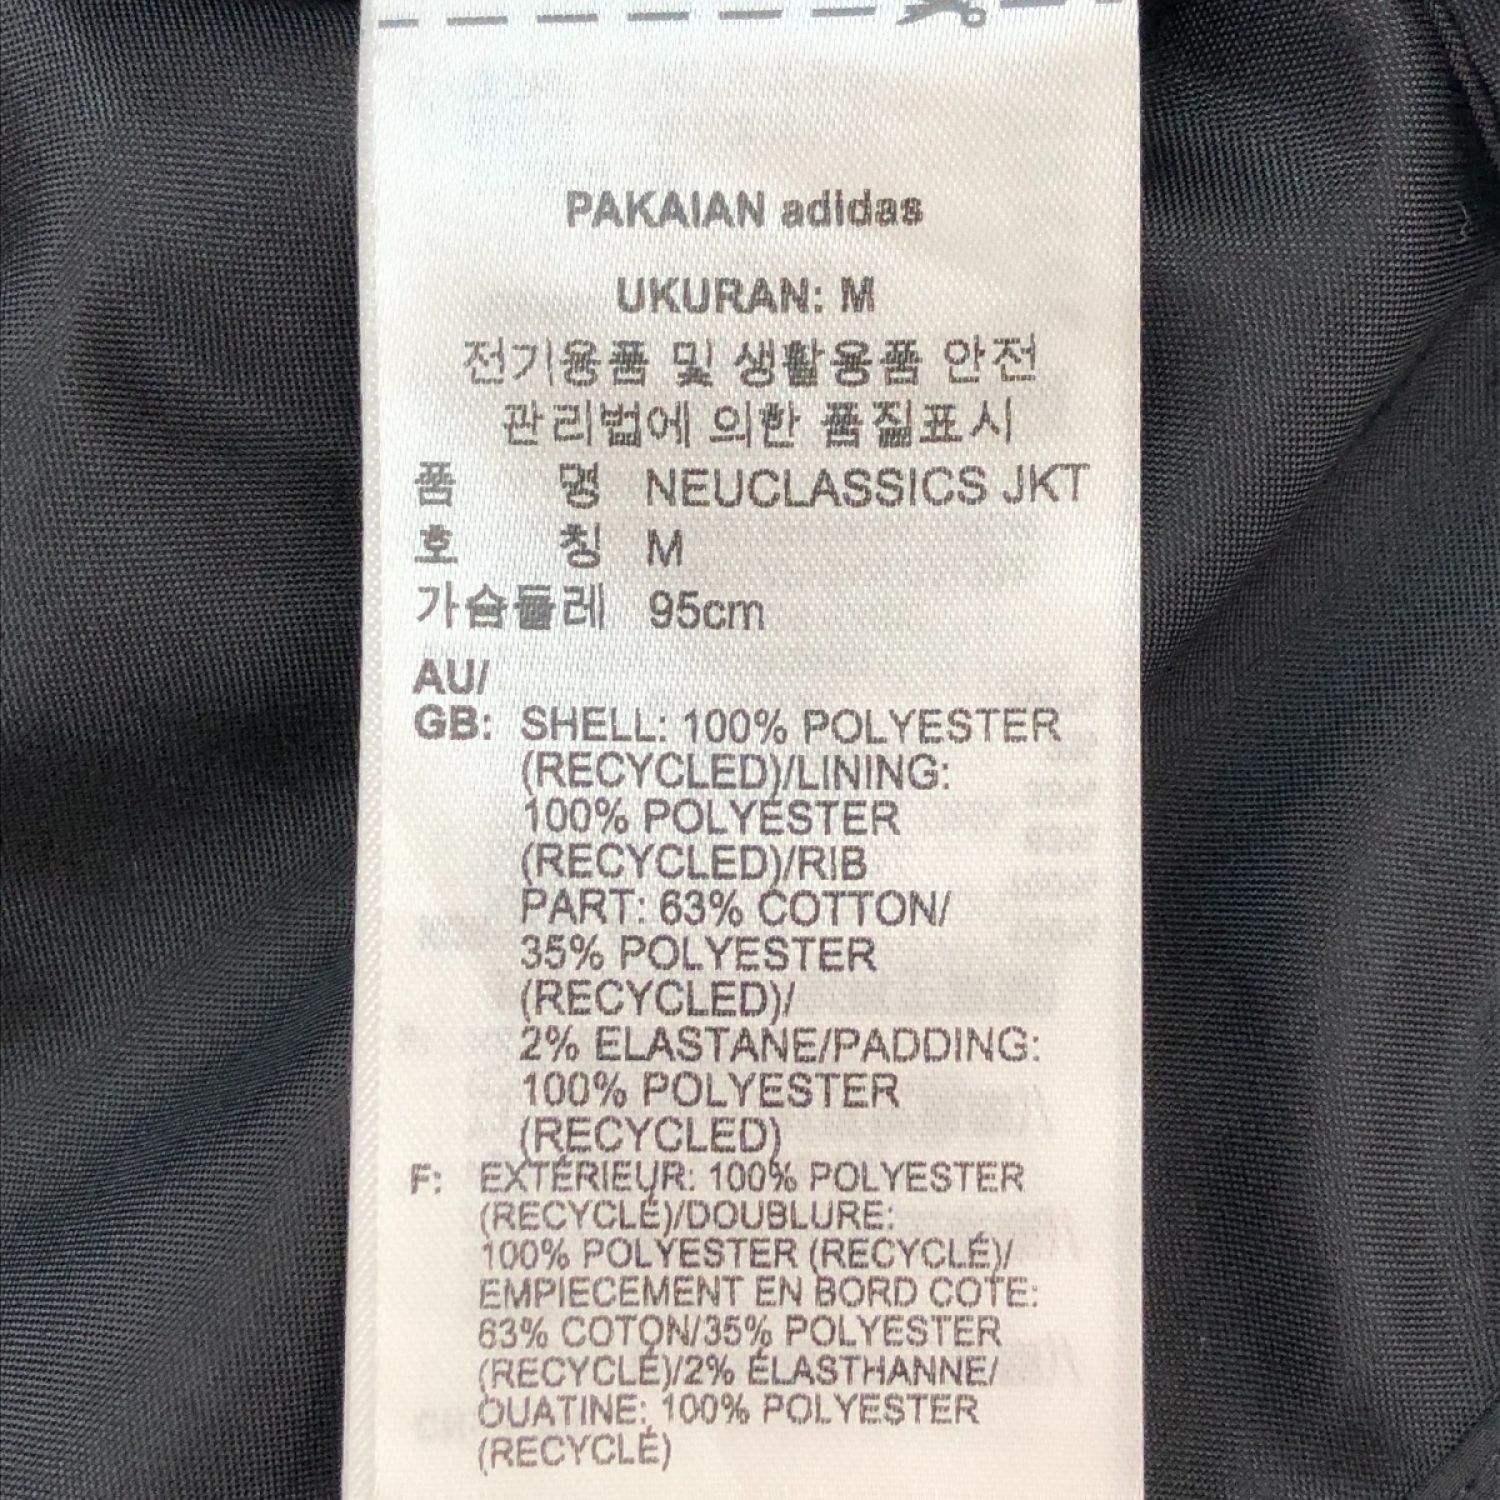 PAKAIAN adidas
UKURAN: M
전기용품 및 생활용품 안전
관리법에 의한 품질표시
품 명 NEUCLASSICS JKT
호 칭 M
가슴둘레 95cm
AU/
GB: SHELL: 100% POLYESTER
(RECYCLED)/LINING:
100% POLYESTER
(RECYCLED)/RIB
PART: 63% COTTON/
35% POLYESTER
(RECYCLED)/
2% ELASTANE/PADDING:
100% POLYESTER
(RECYCLED)
F: EXTÉRIEUR: 100% POLYESTER
(RECYCLÉ)/DOUBLURE:
100% POLYESTER (RECYCLÉ)/
EMPIECEMENT EN BORD COTE:
63% COTON/35% POLYESTER
(RECYCLÉ)/2% ÉLASTHANNE/
OUATINE: 100% POLYESTER
(RECYCLÉ)